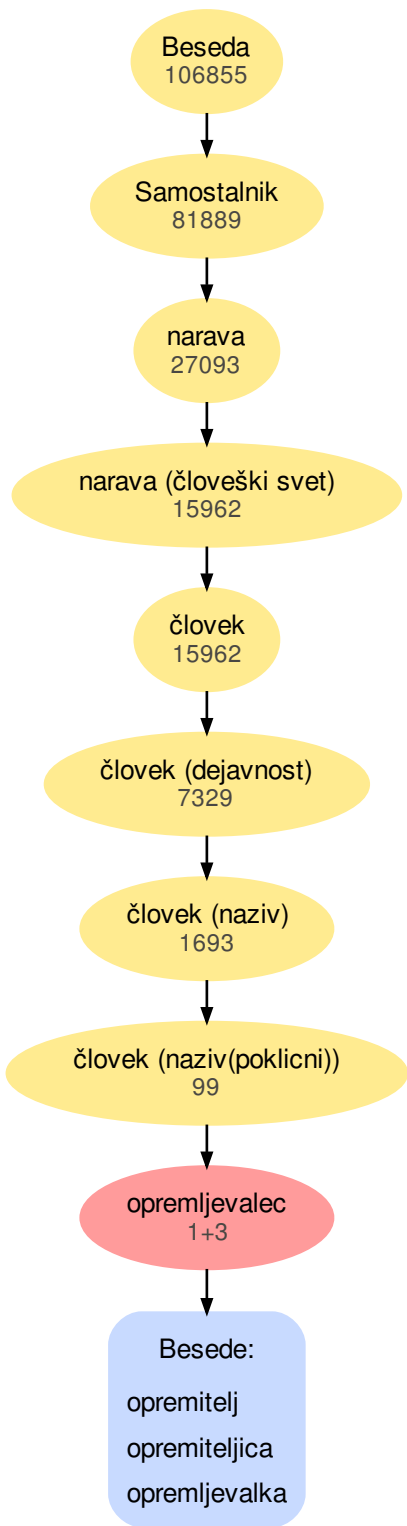 Beseda
106855
Samostalnik
81889
narava
27093
narava (človeški svet)
15962
človek
15962
človek (dejavnost)
7329
človek (naziv)
1693
človek (naziv(poklicni))
99
opremljevalec
1+3
Besede:
opremitelj
opremiteljica
opremljevalka